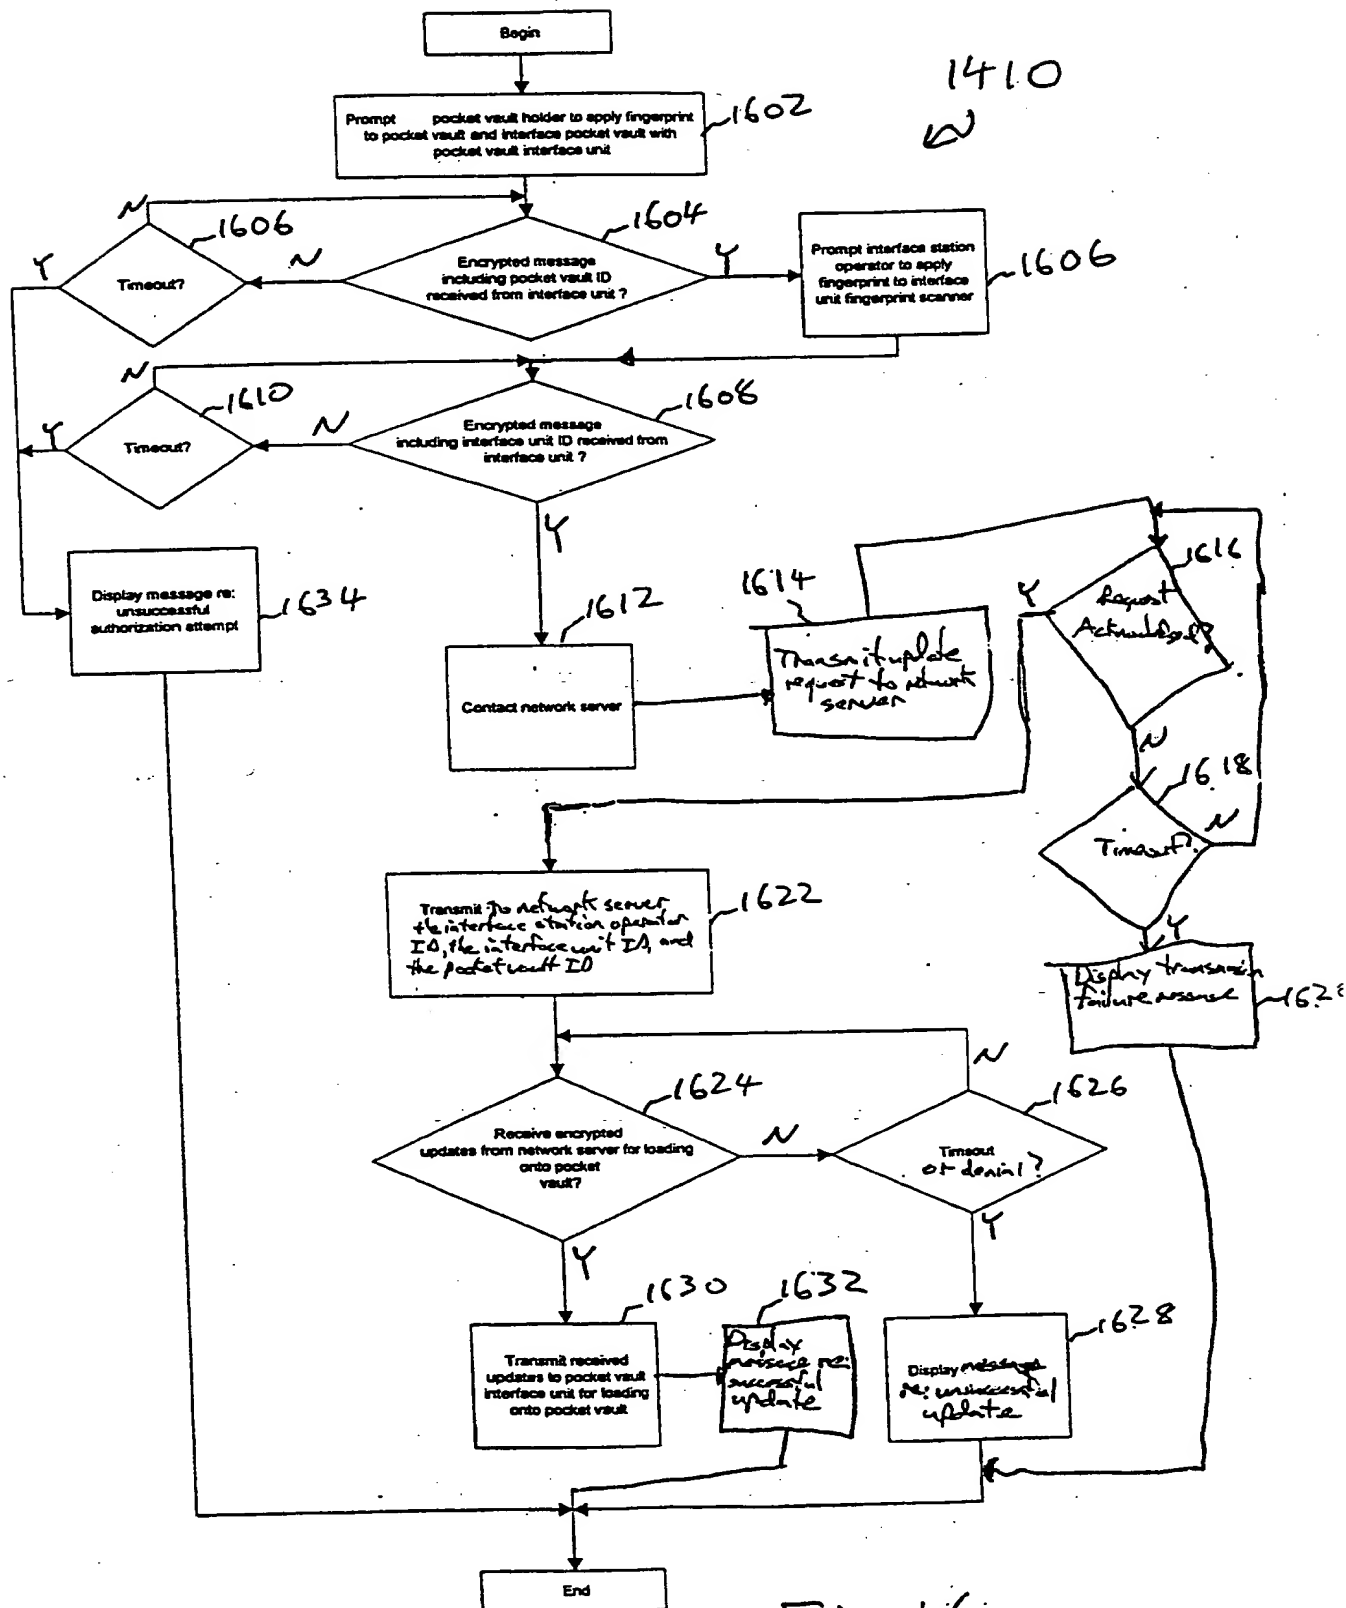 Begin
1410
Prompt pocket vault holder to apply fingerprint
to pocket vault and interface pocket vault with
pocket vault interface unit
1602
N
1606
1604
Y
Timeout?
N
Encrypted message
including pocket vault ID
received from interface unit ?
Y
Prompt interface station
operator to apply
fingerprint to interface
unit fingerprint scanner
1606
N
1610
1608
Y
Timeout?
N
Encrypted message
including interface unit ID received from
interface unit ?
Y
Display message re:
unsuccessful
authorization attempt
1634
1612
Contact network server
1614
Transmit update
request to network
server
1616
Y
Request
Acknowledged?
N
1618
Timeout?
N
Y
Display
failure message
Transmit to network server
the interface station operator
ID, the interface unit ID, and
the pocket vault ID
1622
N
1624
1626
Receive encrypted
updates from network server for loading
onto pocket
vault?
N
Timeout
or denial?
Y
Y
1630
1632
1628
Transmit received
updates to pocket vault
interface unit for loading
onto pocket vault
Display
message re:
successful
update
Display message
re: unsuccessful
update
End